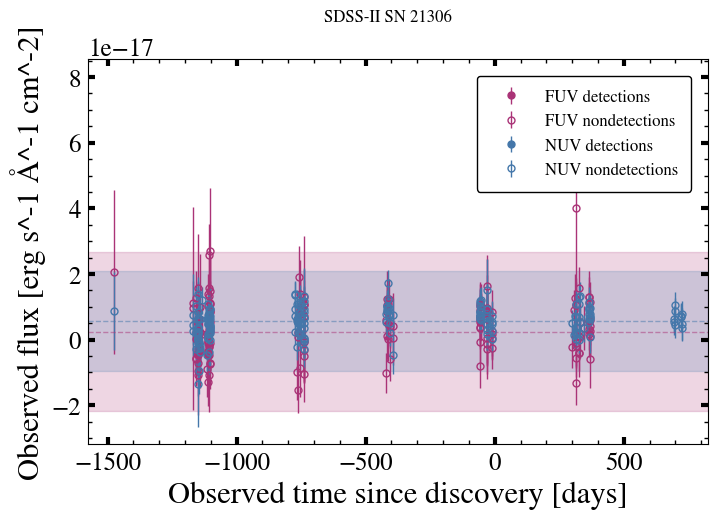 SDSS-II SN 21306
1e−17
Observed flux [erg s^-1 Å^-1 cm^-2]
8
6
4
2
0
−2
FUV detections
FUV nondetections
NUV detections
NUV nondetections
−1500 −1000 −500 0 500
Observed time since discovery [days]